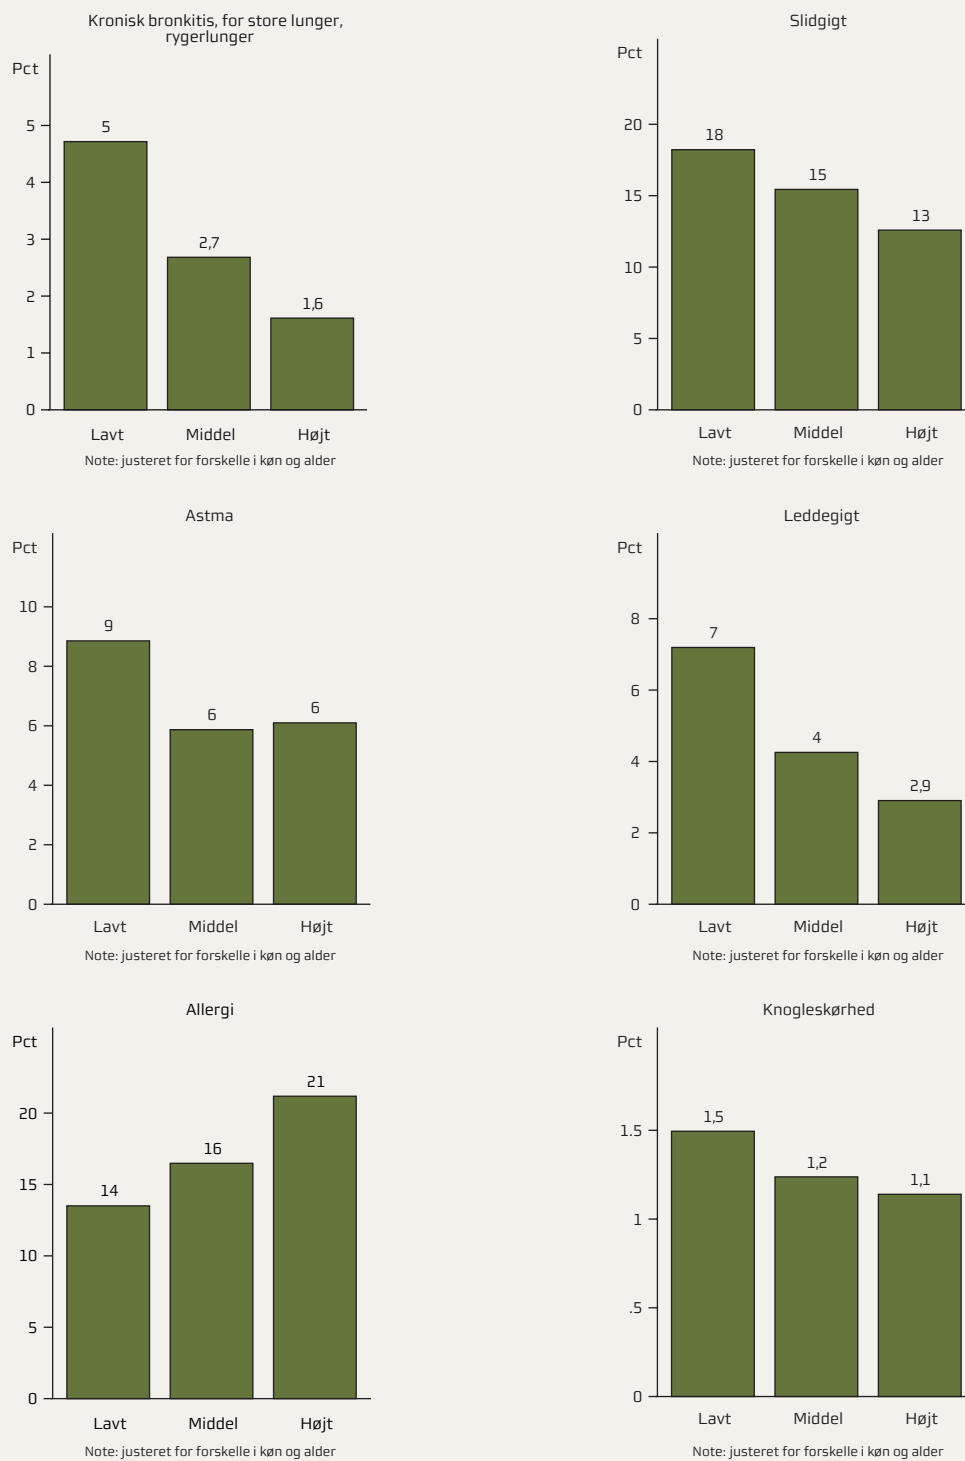 Kronisk bronkitis, for store lunger,
rygerlunger
Pct
5
4
3
2
1
0
5
2,7
1,6
Lavt Middel Højt
Note: justeret for forskelle i køn og alder
Slidgigt
Pct
20
15
10
5
0
18
15
13
Lavt Middel Højt
Note: justeret for forskelle i køn og alder
Astma
Pct
10
8
6
4
2
0
9
6
6
Lavt Middel Højt
Note: justeret for forskelle i køn og alder
Leddegigt
Pct
8
6
4
2
0
7
4
2,9
Lavt Middel Højt
Note: justeret for forskelle i køn og alder
Allergi
Pct
20
15
10
5
0
14
16
21
Lavt Middel Højt
Note: justeret for forskelle i køn og alder
Knogleskørhed
Pct
1.5
1
.5
0
1,5
1,2
1,1
Lavt Middel Højt
Note: justeret for forskelle i køn og alder